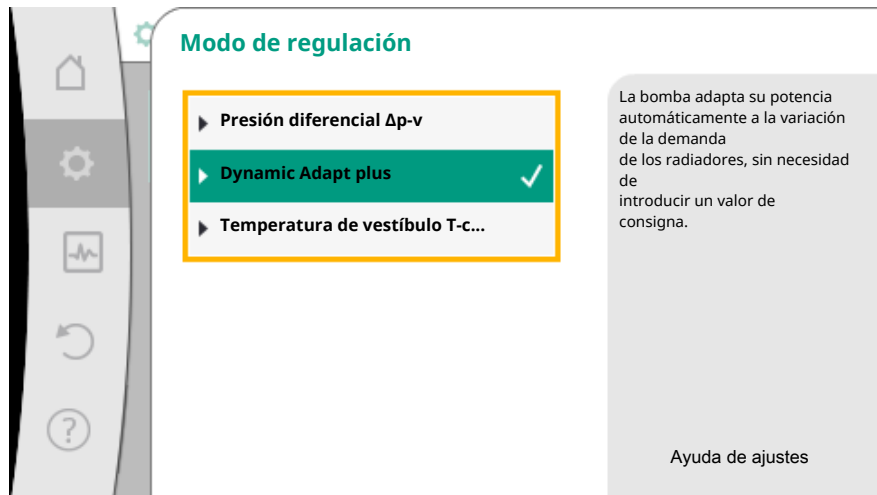 Modo de regulación
Presión diferencial Δp-v
Dynamic Adapt plus
Temperatura de vestíbulo T-c...
La bomba adapta su potencia
automáticamente a la variación
de la demanda
de los radiadores, sin necesidad
de
introducir un valor de
consigna.
Ayuda de ajustes